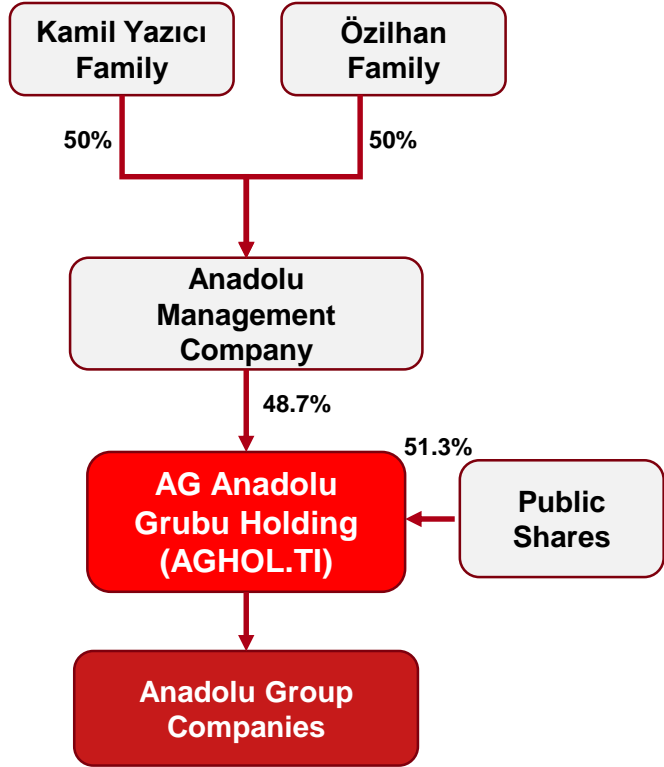 Kamil Yazıcı
Family
Özilhan
Family
50%
50%
Anadolu
Management
Company
48.7%
51.3%
AG Anadolu
Grubu Holding
(AGHOL.TI)
Public
Shares
Anadolu Group
Companies